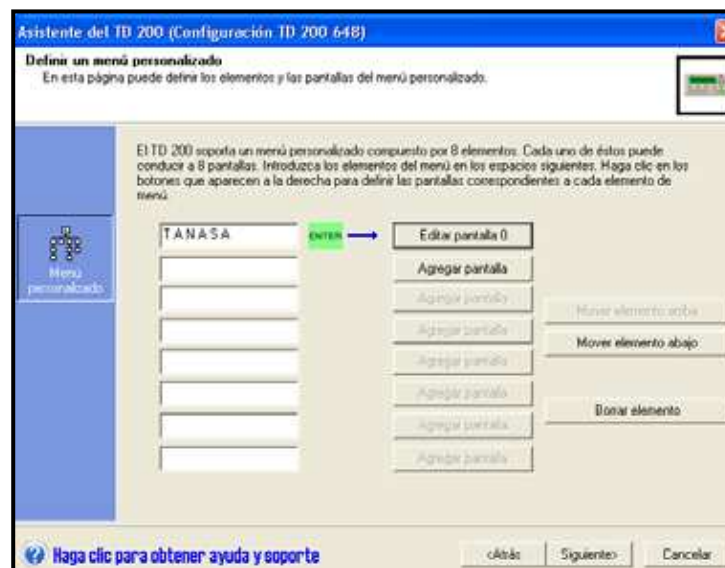 Asistente del TD 200 (Configuración TD 200 648)
Definir un menú personalizado
En esta página puede definir los elementos y las pantallas del menú personalizado.
El TD 200 soporta un menú personalizado compuesto por 8 elementos. Cada uno de éstos puede
conducir a 8 pantallas. Introduzca los elementos del menú en los espacios siguientes. Haga clic en los
botones que aparecen a la derecha para definir las pantallas correspondientes a cada elemento de
menú.
Menú
personalizado
TANASA
ENTER
Editar pantalla 0
Agregar pantalla
Agregar pantalla
Agregar pantalla
Agregar pantalla
Agregar pantalla
Agregar pantalla
Agregar pantalla
Mover elemento arriba
Mover elemento abajo
Borrar elemento
Haga clic para obtener ayuda y soporte
<Atrás
Siguiente>
Cancelar